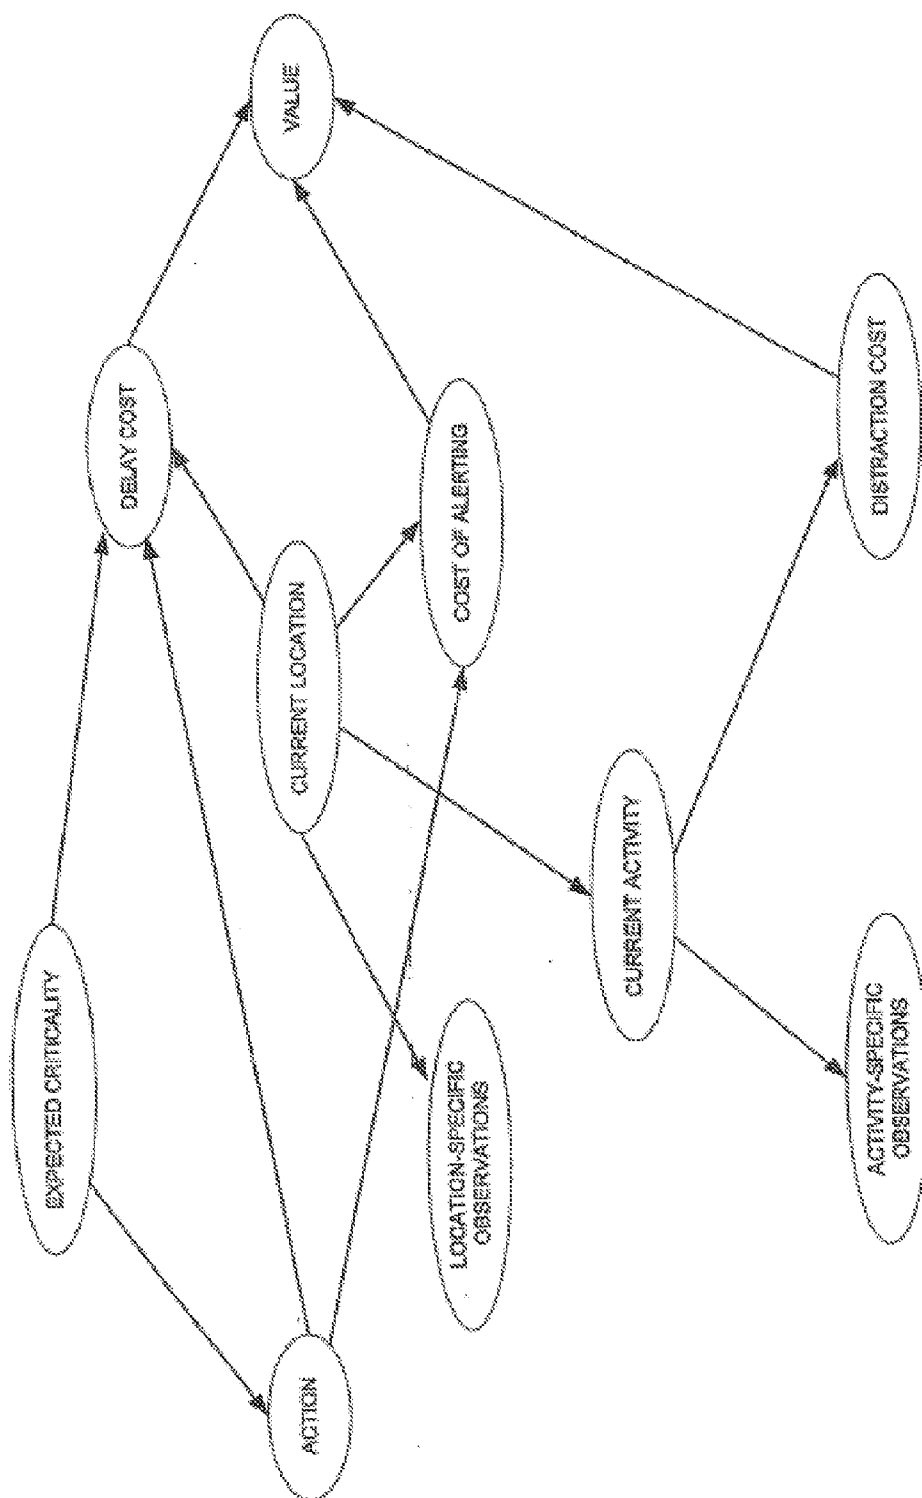 EXPECTED CRITICALITY
DELAY COST
VALUE
ACTION
CURRENT LOCATION
LOCATION-SPECIFIC
OBSERVATIONS
COST OF ALERTING
CURRENT ACTIVITY
ACTIVITY-SPECIFIC
OBSERVATIONS
DISTRACTION COST